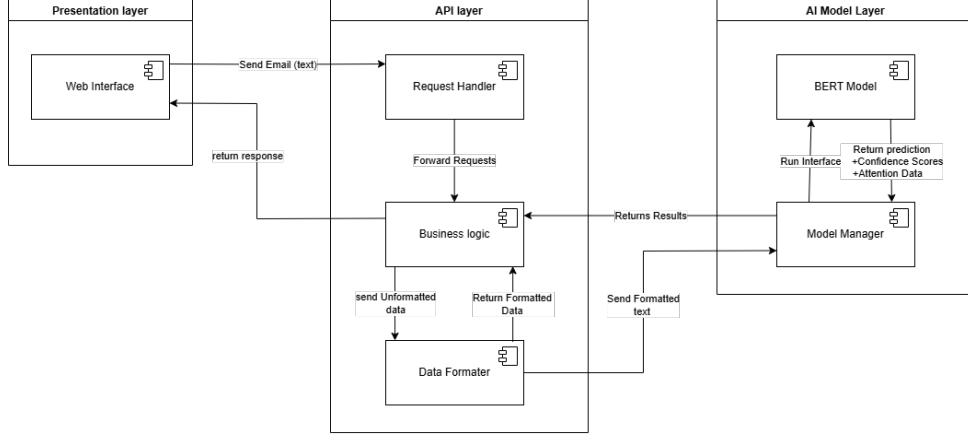 Presentation layer
API layer
AI Model Layer
Web Interface
Send Email (text)
Request Handler
BERT Model
return response
Forward Requests
Run Interface
Return prediction
+Confidence Scores
+Attention Data
Business logic
Returns Results
Model Manager
send Unformatted
data
Return Formatted
Data
Send Formatted
text
Data Formater